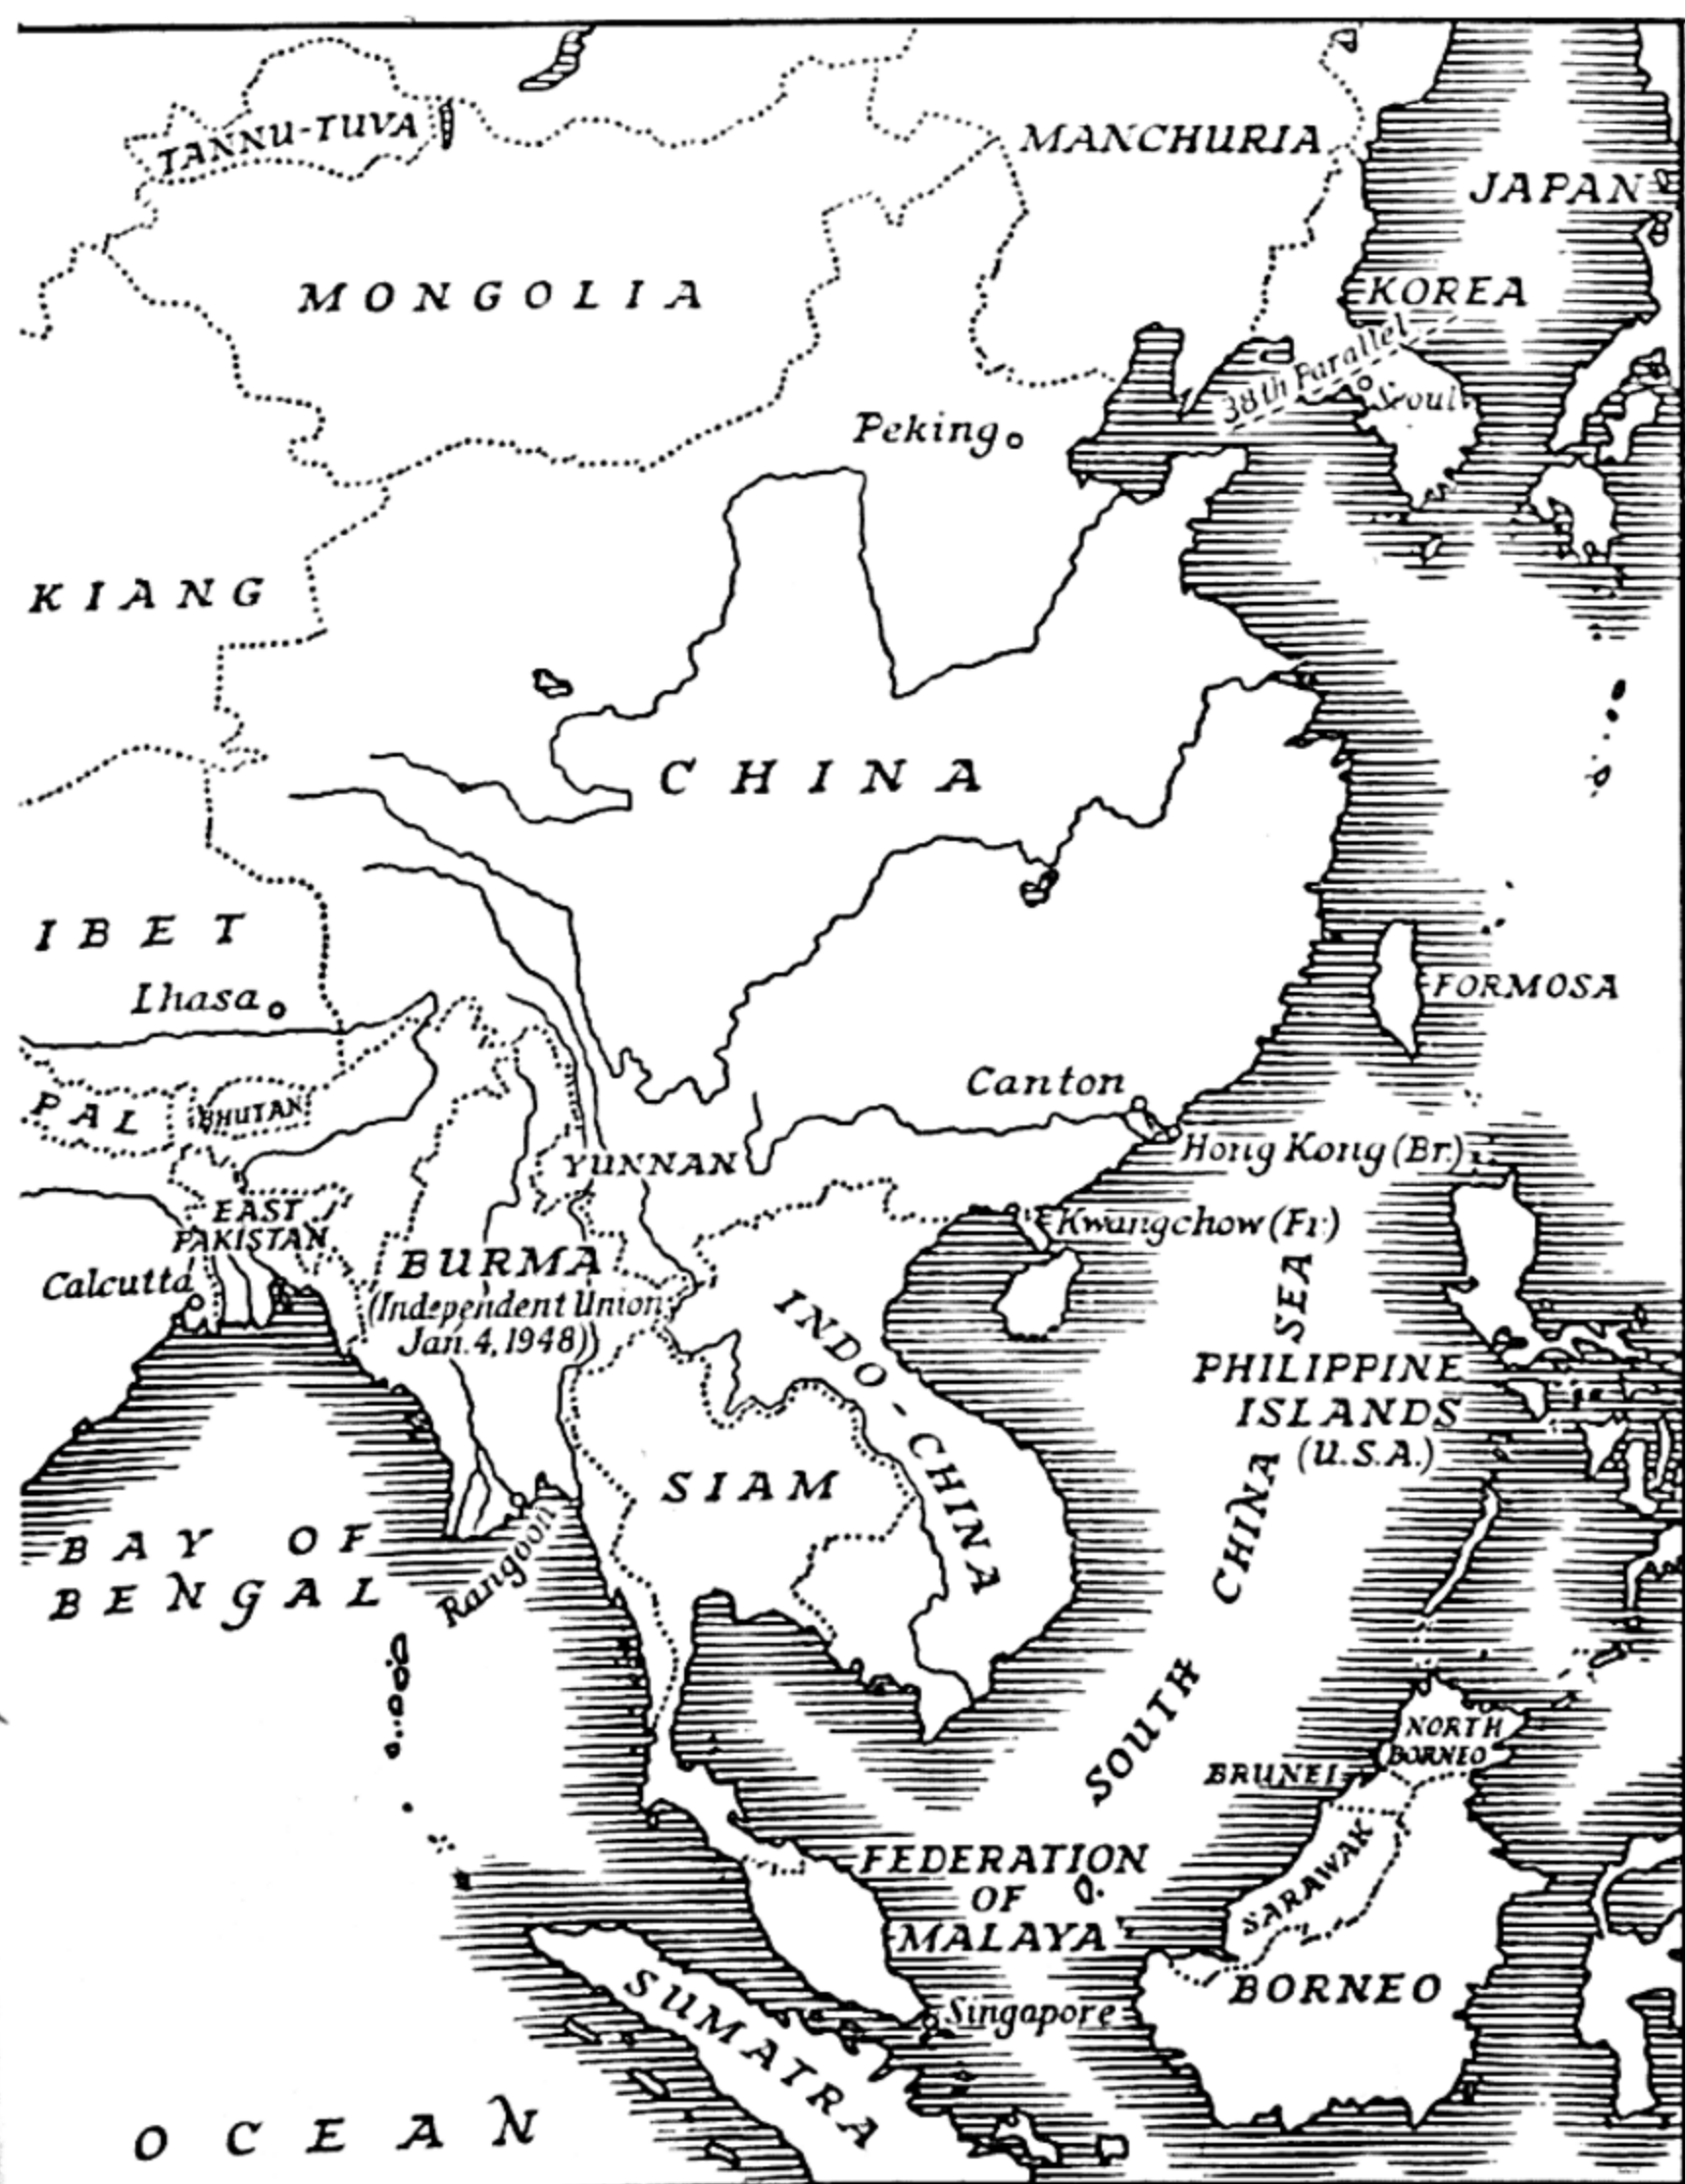 TANNU-TUVA
MANCHURIA
JAPAN
MONGOLIA
KOREA
38th Parallel
Seoul
Peking
KIANG
CHINA
IBET
Lhasa
FORMOSA
Canton
PAL
BHUTAN
Hong Kong (Br.)
YUNNAN
EAST
PAKISTAN
Kwangchow (Fr.)
Calcutta
BURMA
(Independent Union
Jan. 4, 1948)
INDO-CHINA
PHILIPPINE
ISLANDS
(U.S.A.)
SIAM
SOUTH CHINA SEA
BAY OF
BENGAL
Rangoon
NORTH
BORNEO
BRUNEI
FEDERATION
OF
MALAYA
SARAWAK
BORNEO
Singapore
SUMATRA
OCEAN